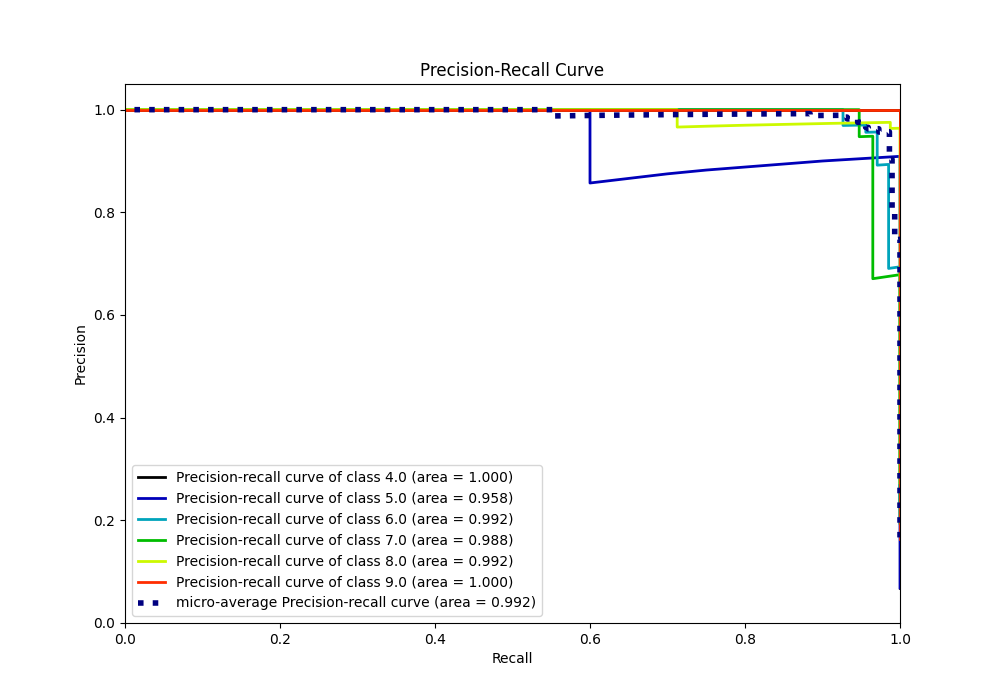 Precision-Recall Curve
1.0
0.8
0.6
0.4
0.2
0.0
Precision
Precision-recall curve of class 4.0 (area = 1.000)
Precision-recall curve of class 5.0 (area = 0.958)
Precision-recall curve of class 6.0 (area = 0.992)
Precision-recall curve of class 7.0 (area = 0.988)
Precision-recall curve of class 8.0 (area = 0.992)
Precision-recall curve of class 9.0 (area = 1.000)
micro-average Precision-recall curve (area = 0.992)
0.0 0.2 0.4 0.6 0.8 1.0
Recall